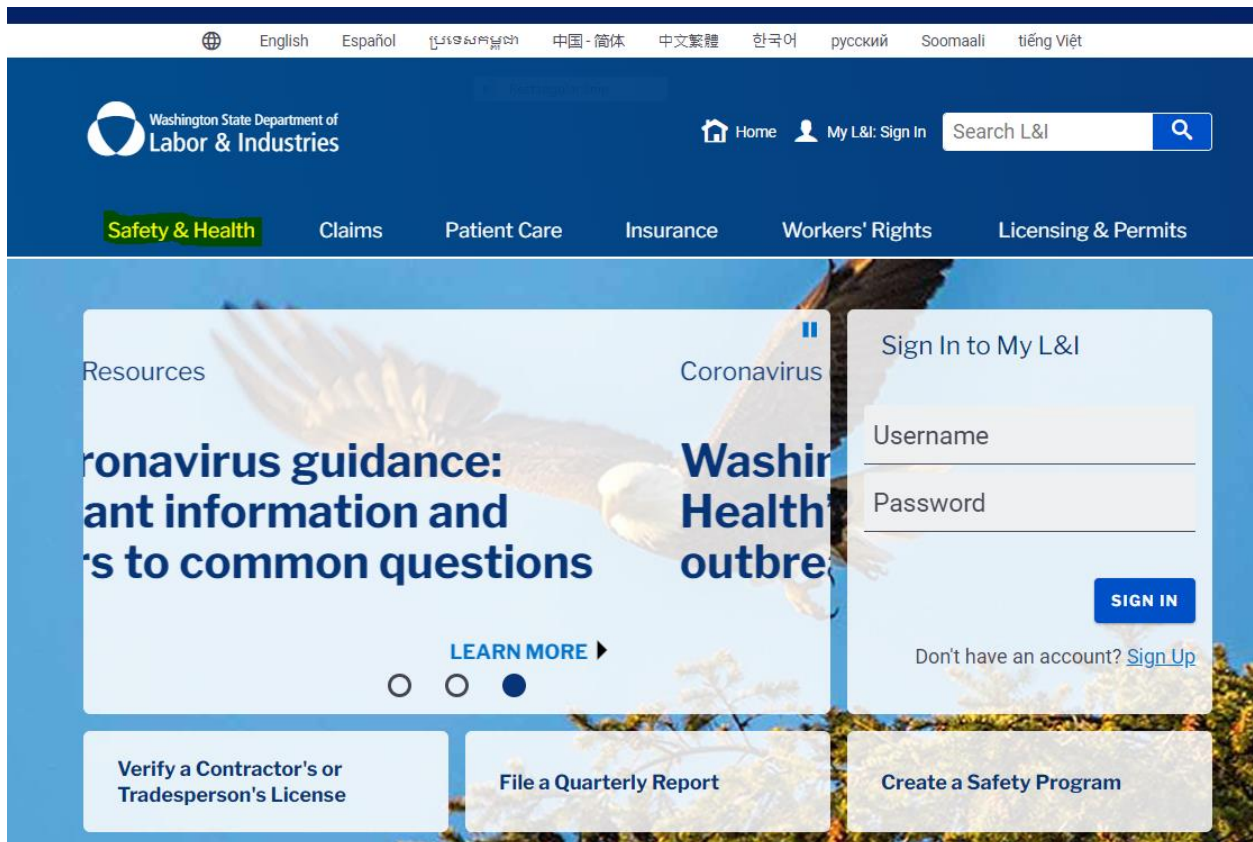 English Español ប្រទេសកម្ពុជា 中国 - 简体 中文繁體 한국어 русский Soomaali tiếng Việt
Washington State Department of
Labor & Industries
Home My L&I: Sign In Search L&I
Safety & Health Claims Patient Care Insurance Workers' Rights Licensing & Permits
Resources
ronavirus guidance:
ant information and
rs to common questions
LEARN MORE
Coronavirus
Washin
Health'
outbrea
Sign In to My L&I
Username
Password
SIGN IN
Don't have an account? Sign Up
Verify a Contractor's or
Tradesperson's License
File a Quarterly Report
Create a Safety Program